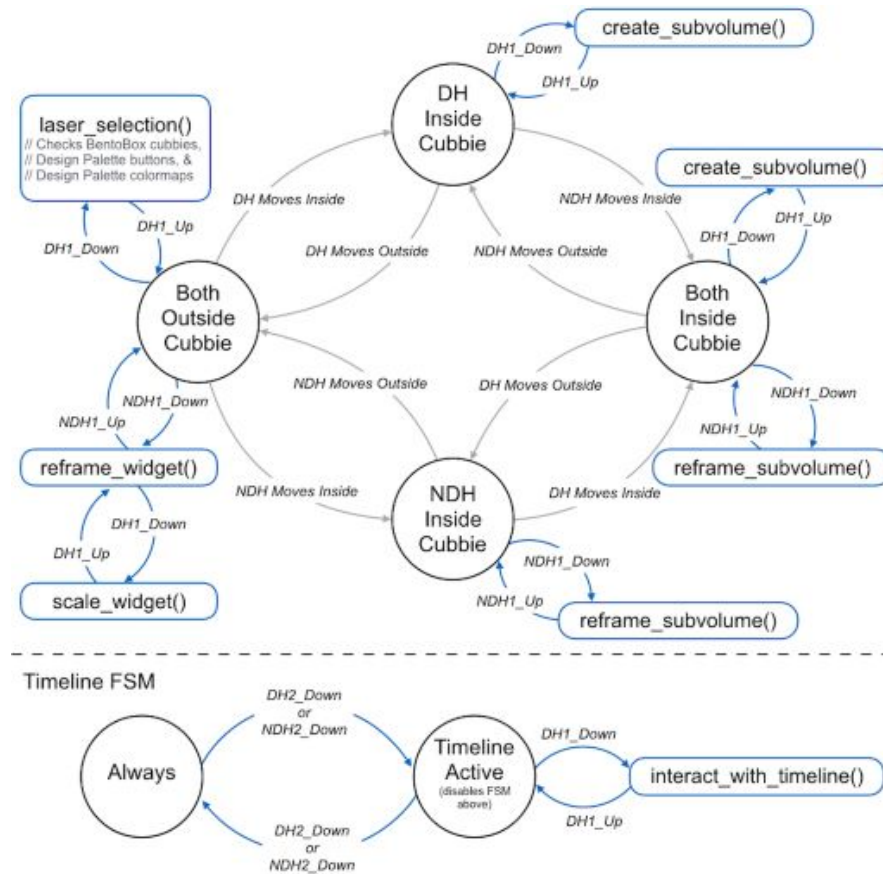 create_subvolume()
DH1_Down
DH1_Up
DH
Inside
Cubbie
laser_selection()
// Checks BentoBox cubbies,
// Design Palette buttons, &
// Design Palette colormaps
DH1_Up
DH1_Down
DH Moves Inside
DH Moves Outside
NDH Moves Inside
NDH Moves Outside
create_subvolume()
DH1_Up
DH1_Down
Both
Outside
Cubbie
Both
Inside
Cubbie
NDH Moves Outside
DH Moves Outside
NDH1_Down
NDH1_Up
reframe_widget()
NDH1_Down
NDH1_Up
reframe_subvolume()
NDH Moves Inside
DH Moves Inside
NDH
Inside
Cubbie
DH1_Down
DH1_Up
scale_widget()
NDH1_Down
NDH1_Up
reframe_subvolume()
Timeline FSM
DH2_Down
or
NDH2_Down
Always
Timeline
Active
(disables FSM
above)
DH1_Down
interact_with_timeline()
DH1_Up
DH2_Down
or
NDH2_Down